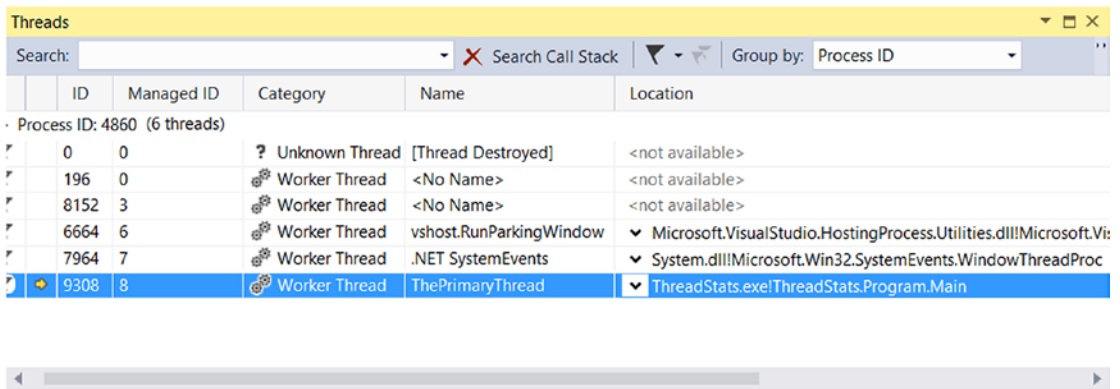 Threads
Search: Search Call Stack Group by: Process ID
ID Managed ID Category Name Location
Process ID: 4860 (6 threads)
0 0 ? Unknown Thread [Thread Destroyed] <not available>
196 0 Worker Thread <No Name> <not available>
8152 3 Worker Thread <No Name> <not available>
6664 6 Worker Thread vshost.RunParkingWindow Microsoft.VisualStudio.HostingProcess.Utilities.dll!Microsoft.Vis
7964 7 Worker Thread .NET SystemEvents System.dll!Microsoft.Win32.SystemEvents.WindowThreadProc
9308 8 Worker Thread ThePrimaryThread ThreadStats.exe!ThreadStats.Program.Main